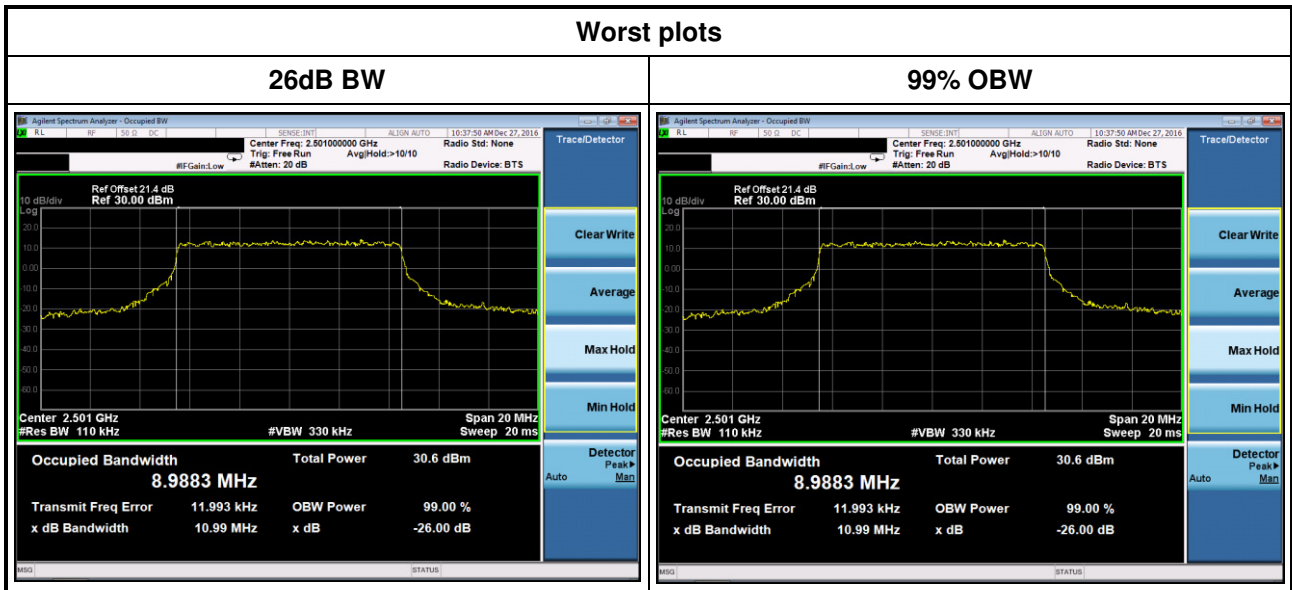 Worst plots
26dB BW
99% OBW
Agilent Spectrum Analyzer - Occupied BW
RL RF 50 Ω DC SENSE:INT ALIGN AUTO 10:37:50 AM Dec 27, 2016
Center Freq: 2.501000000 GHz Radio Std: None
Trig: Free Run Avg|Hold:>10/10
#IFGain:Low #Atten: 20 dB Radio Device: BTS
Trace/Detector
Ref Offset 21.4 dB
10 dB/div Ref 30.00 dBm
Log
20.0
10.0
0.00
-10.0
-20.0
-30.0
-40.0
-50.0
-60.0
Center 2.501 GHz Span 20 MHz
#Res BW 110 kHz #VBW 330 kHz Sweep 20 ms
Occupied Bandwidth Total Power 30.6 dBm
8.9883 MHz
Transmit Freq Error 11.993 kHz OBW Power 99.00 %
x dB Bandwidth 10.99 MHz x dB -26.00 dB
Clear Write
Average
Max Hold
Min Hold
Detector
Peak▶
Auto Man
MSG STATUS
Agilent Spectrum Analyzer - Occupied BW
RL RF 50 Ω DC SENSE:INT ALIGN AUTO 10:37:50 AM Dec 27, 2016
Center Freq: 2.501000000 GHz Radio Std: None
Trig: Free Run Avg|Hold:>10/10
#IFGain:Low #Atten: 20 dB Radio Device: BTS
Trace/Detector
Ref Offset 21.4 dB
10 dB/div Ref 30.00 dBm
Log
20.0
10.0
0.00
-10.0
-20.0
-30.0
-40.0
-50.0
-60.0
Center 2.501 GHz Span 20 MHz
#Res BW 110 kHz #VBW 330 kHz Sweep 20 ms
Occupied Bandwidth Total Power 30.6 dBm
8.9883 MHz
Transmit Freq Error 11.993 kHz OBW Power 99.00 %
x dB Bandwidth 10.99 MHz x dB -26.00 dB
Clear Write
Average
Max Hold
Min Hold
Detector
Peak▶
Auto Man
MSG STATUS